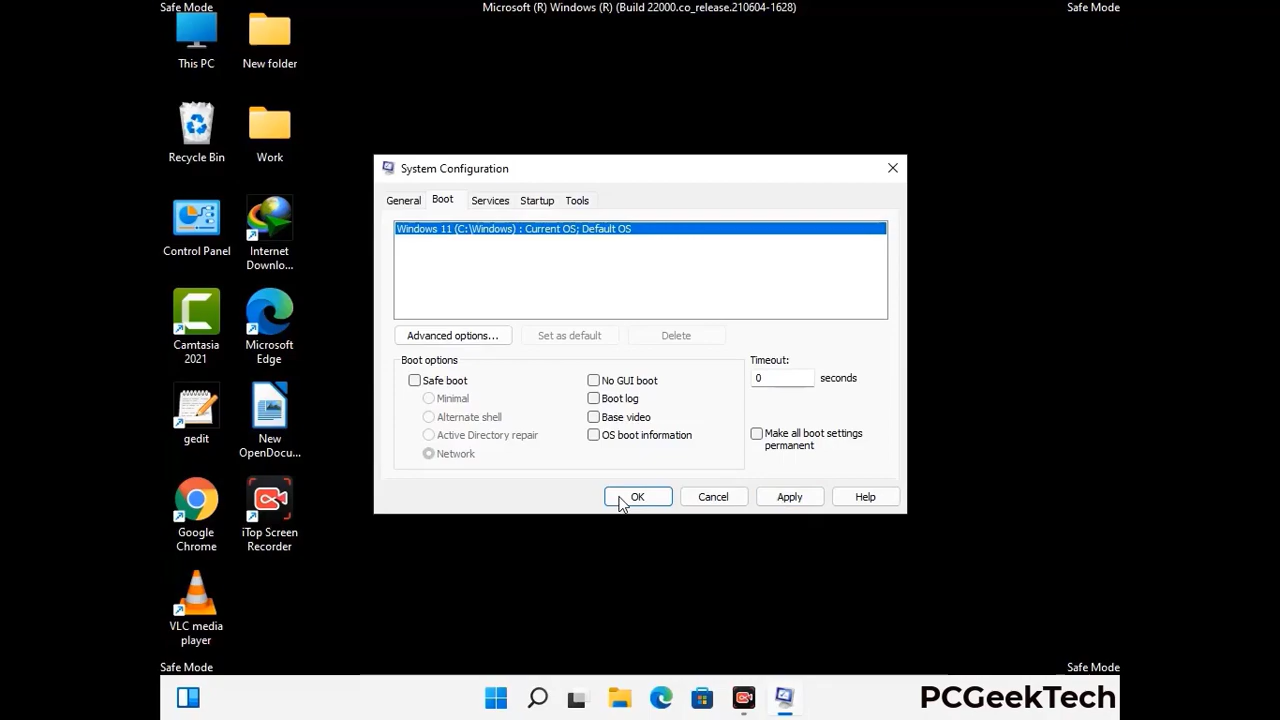 Safe Mode
Microsoft (R) Windows (R) (Build 22000.co_release.210604-1628)
Safe Mode
This PC
New folder
Recycle Bin
Work
Control Panel
Internet
Downlo...
Camtasia
2021
Microsoft
Edge
gedit
New
OpenDocu...
Google
Chrome
iTop Screen
Recorder
VLC media
player
System Configuration
General
Boot
Services
Startup
Tools
Windows 11 (C:\Windows) : Current OS; Default OS
Advanced options...
Set as default
Delete
Boot options
Safe boot
Minimal
Alternate shell
Active Directory repair
Network
No GUI boot
Boot log
Base video
OS boot information
Timeout:
0 seconds
Make all boot settings
permanent
OK
Cancel
Apply
Help
Safe Mode
Safe Mode
PCGeekTech